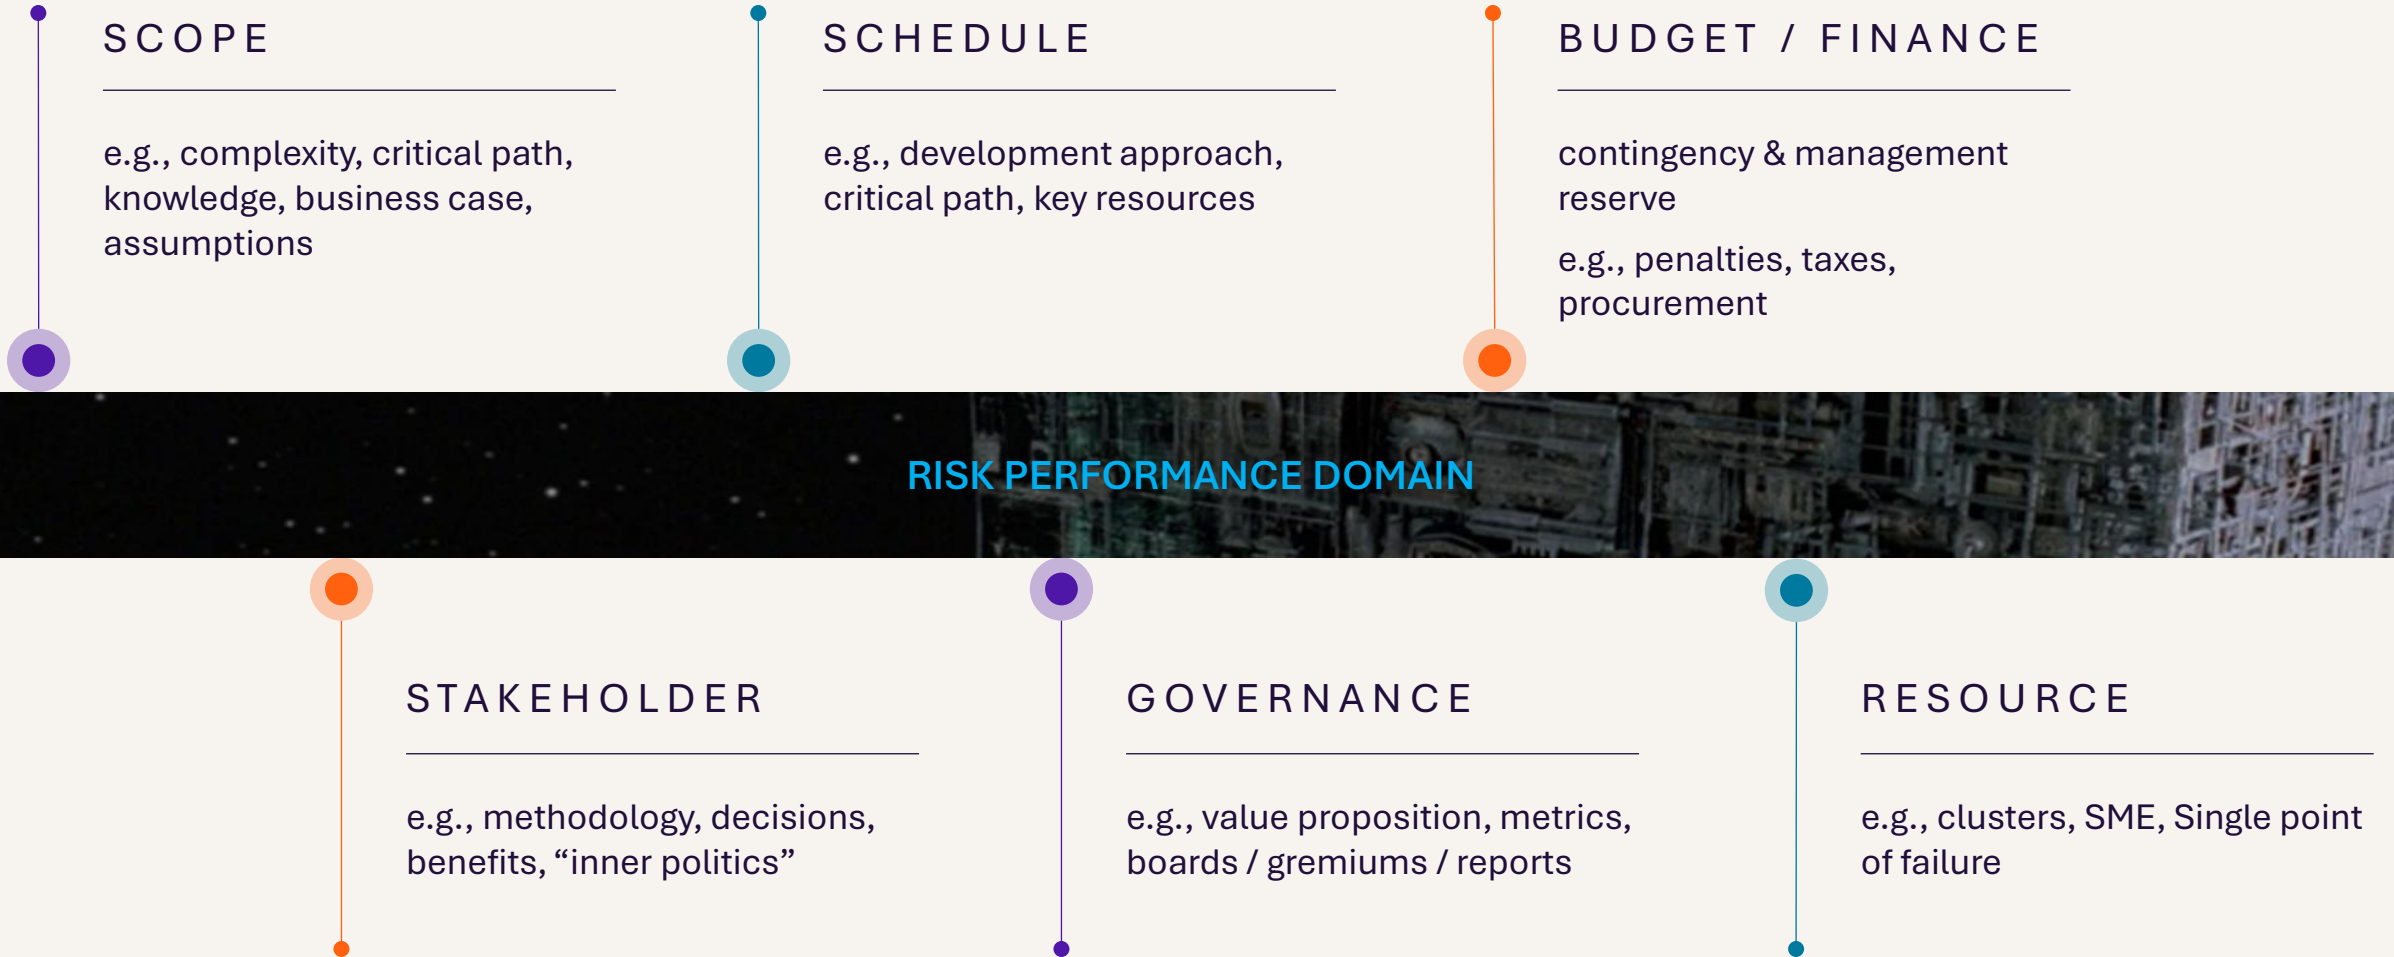 SCOPE
e.g., complexity, critical path,
knowledge, business case,
assumptions
SCHEDULE
e.g., development approach,
critical path, key resources
BUDGET / FINANCE
contingency & management
reserve
e.g., penalties, taxes,
procurement
RISK PERFORMANCE DOMAIN
STAKEHOLDER
e.g., methodology, decisions,
benefits, “inner politics”
GOVERNANCE
e.g., value proposition, metrics,
boards / gremiums / reports
RESOURCE
e.g., clusters, SME, Single point
of failure